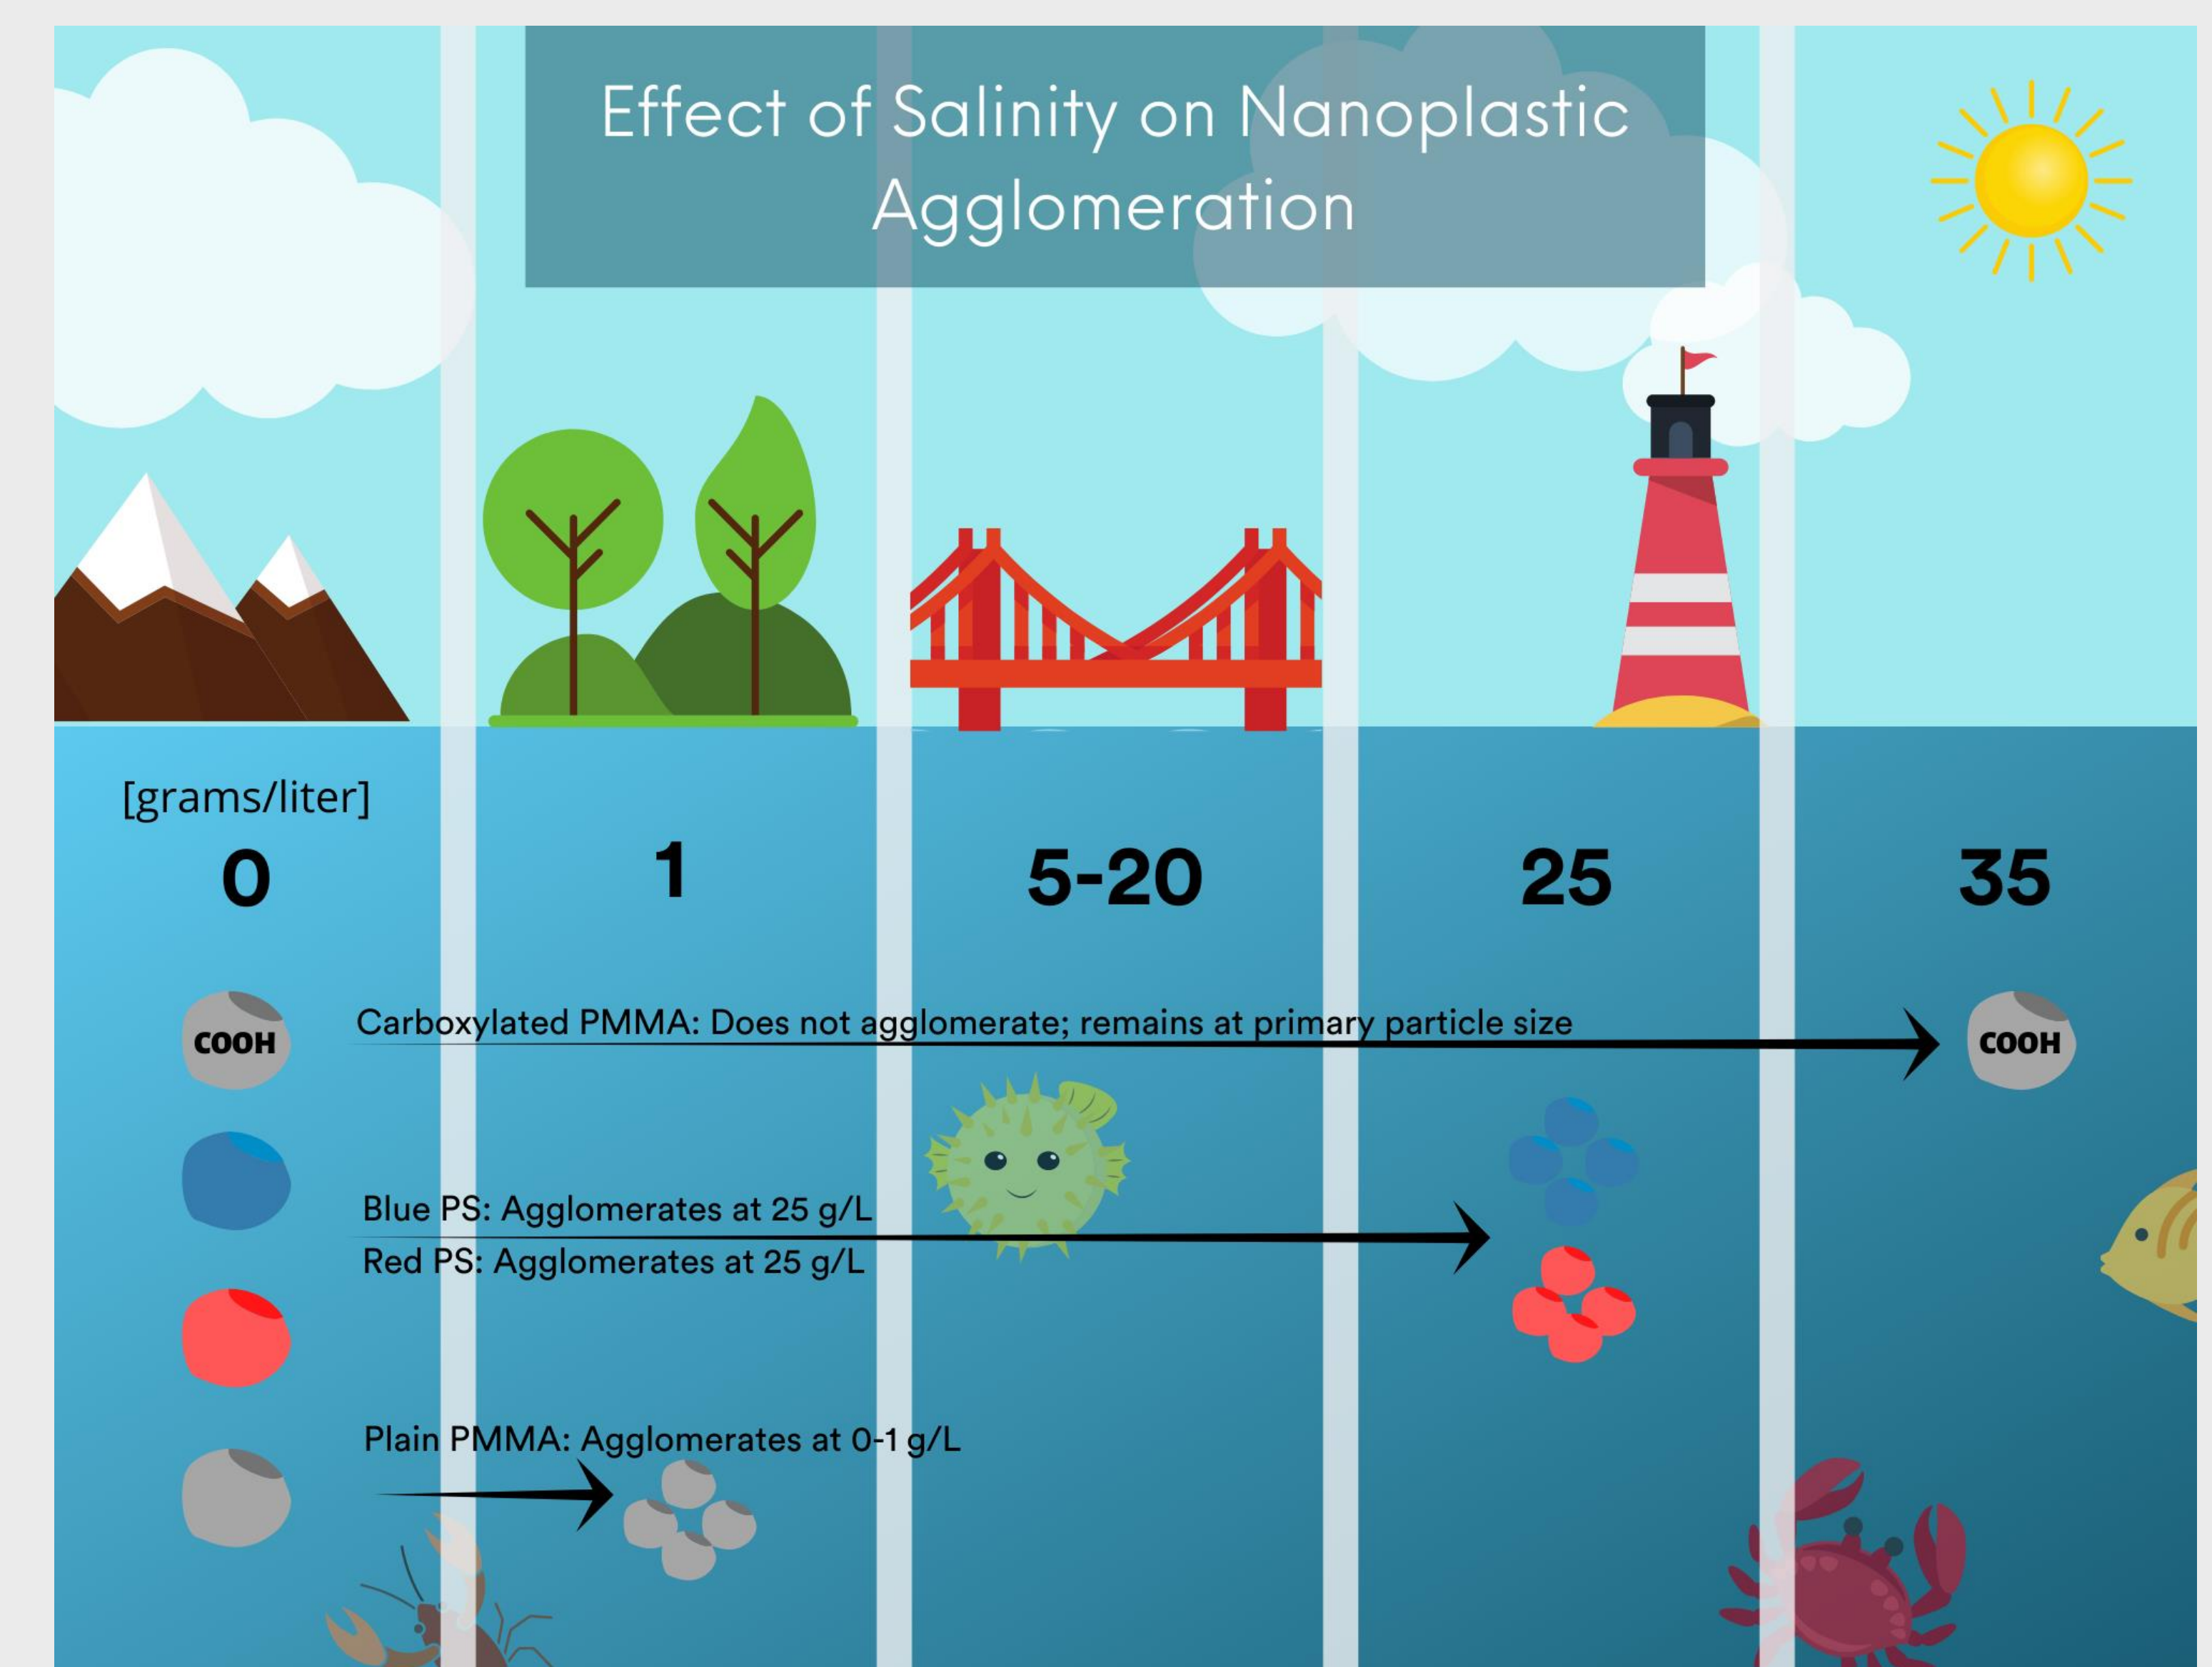 Effect of Salinity on Nanoplastic
Agglomeration
[grams/liter]
0
1
5-20
25
35
COOH
Carboxylated PMMA: Does not agglomerate; remains at primary particle size
COOH
Blue PS: Agglomerates at 25 g/L
Red PS: Agglomerates at 25 g/L
Plain PMMA: Agglomerates at 0-1 g/L